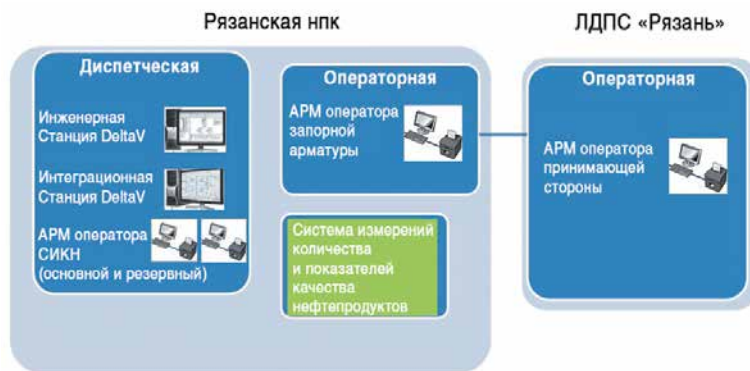 Рязанская нпк
ЛДПС «Рязань»
Диспетческая
Инженерная
Станция DeltaV
Интеграционная
Станция DeltaV
АРМ оператора
СИКН
(основной и резервный)
Операторная
АРМ оператора
запорной
арматуры
Система измерений
количества
и показателей
качества
нефтепродуктов
Операторная
АРМ оператора
принимающей
стороны